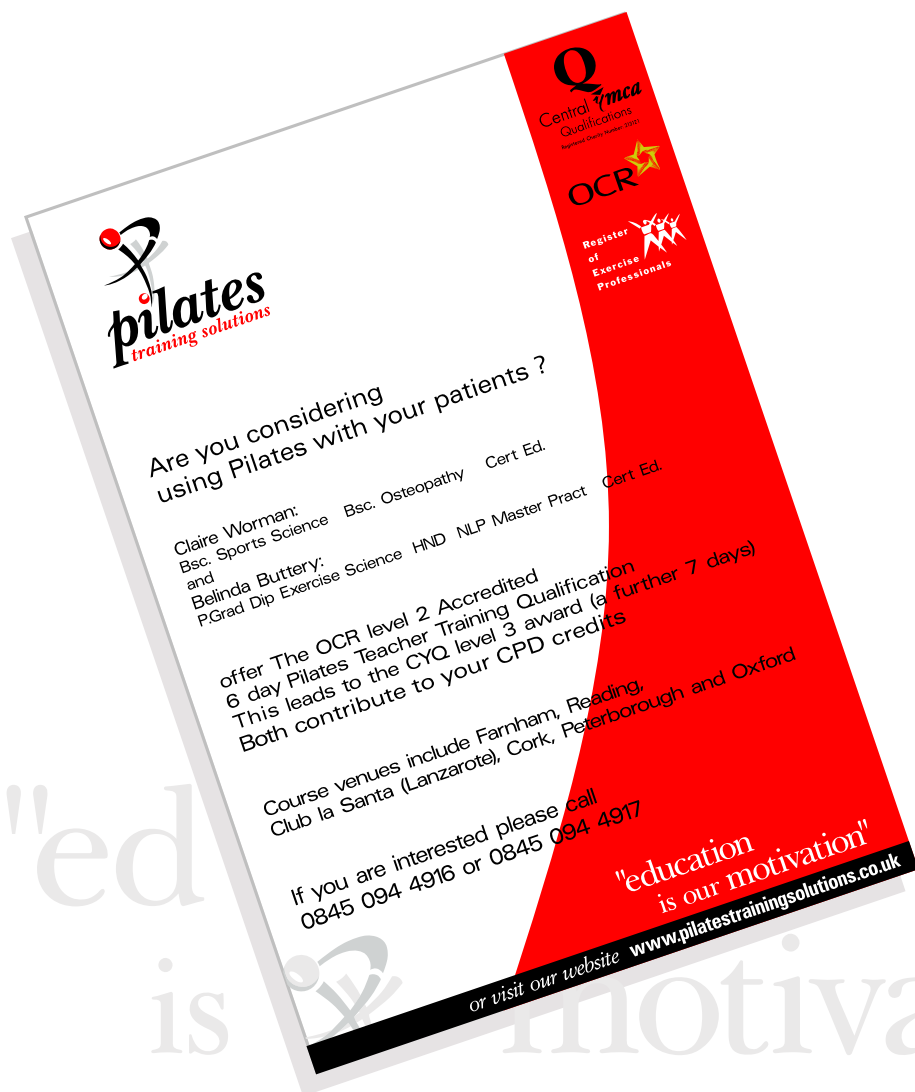 Q
Central Ymca
Qualifications
OCR
Register
of
Exercise
Professionals
pilates
training solutions
Are you considering
using Pilates with your patients ?
Claire Worman:
Bsc. Sports Science Bsc. Osteopathy Cert Ed.
and
Belinda Buttery:
P.Grad Dip Exercise Science HND NLP Master Pract Cert Ed.
offer The OCR level 2 Accredited
6 day Pilates Teacher Training Qualification
This leads to the CYQ level 3 award (a further 7 days)
Both contribute to your CPD credits
Course venues include Farnham, Reading,
Club la Santa (Lanzarote), Cork, Peterborough and Oxford
If you are interested please call
0845 094 4916 or 0845 094 4917
"education
is our motivation"
or visit our website www.pilatestrainingsolutions.co.uk
"ed
is motiva